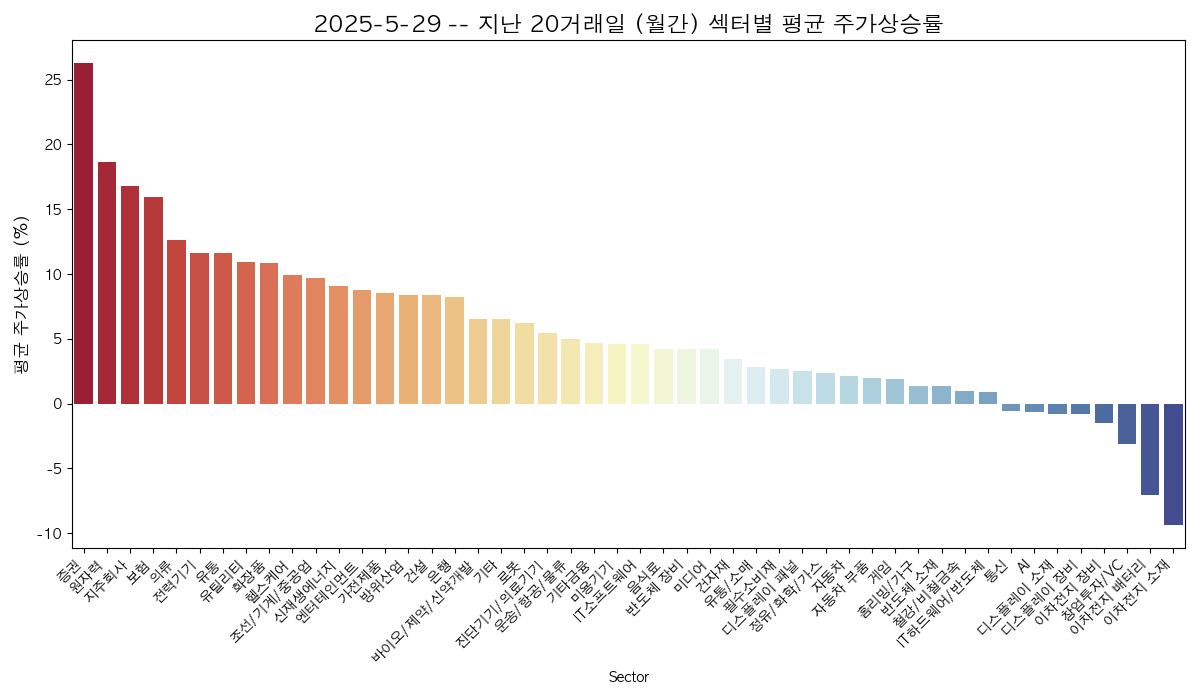 2025-5-29 -- 지난 20거래일 (월간) 섹터별 평균 주가상승률
평균 주가상승률 (%)
25
20
15
10
5
0
-5
-10
증권
원자력
지주회사
보험
의류
전력기기
유통
유틸리티
화장품
헬스케어
조선/기계/중공업
신재생에너지
엔터테인먼트
가전제품
방위산업
건설
은행
바이오/제약/신약개발
기타
로봇
진단기기/의료기기
운송/항공/물류
기타금융
미용기기
IT소프트웨어
음식료
반도체 장비
미디어
건자재
유통/소매
필수소비재
디스플레이 패널
정유/화학/가스
자동차
자동차 부품
게임
홈리빙/가구
반도체 소재
철강/비철금속
IT하드웨어/반도체
통신
AI
디스플레이 소재
디스플레이 장비
이차전지 장비
창업투자/VC
이차전지 배터리
이차전지 소재
Sector